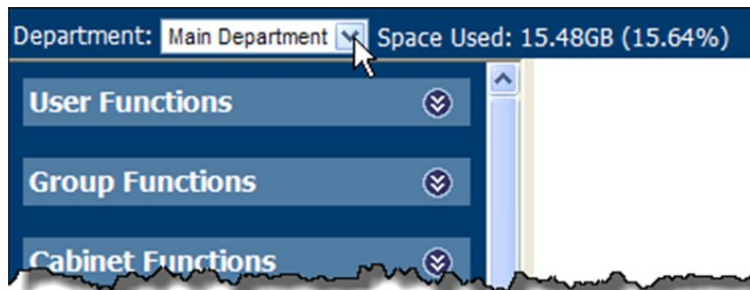 Department: Main Department Space Used: 15.48GB (15.64%)
User Functions
Group Functions
Cabinet Functions